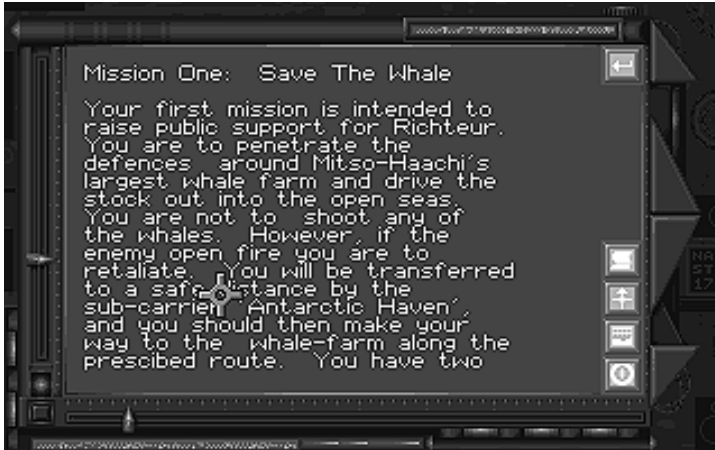 Mission One:  Save The Whale
Your first mission is intended to
raise public support for Richteur.
You are to penetrate the
defences  around Mitso-Haachi's
largest whale farm and drive the
stock out into the open seas.
You are not to  shoot any of
the whales.  However, if the
enemy open fire you are to
retaliate.  You will be transferred
to a safe distance by the
sub-carrier 'Antarctic Haven',
and you should then make your
way to the  whale-farm along the
prescibed route.  You have two
NA
ST
17